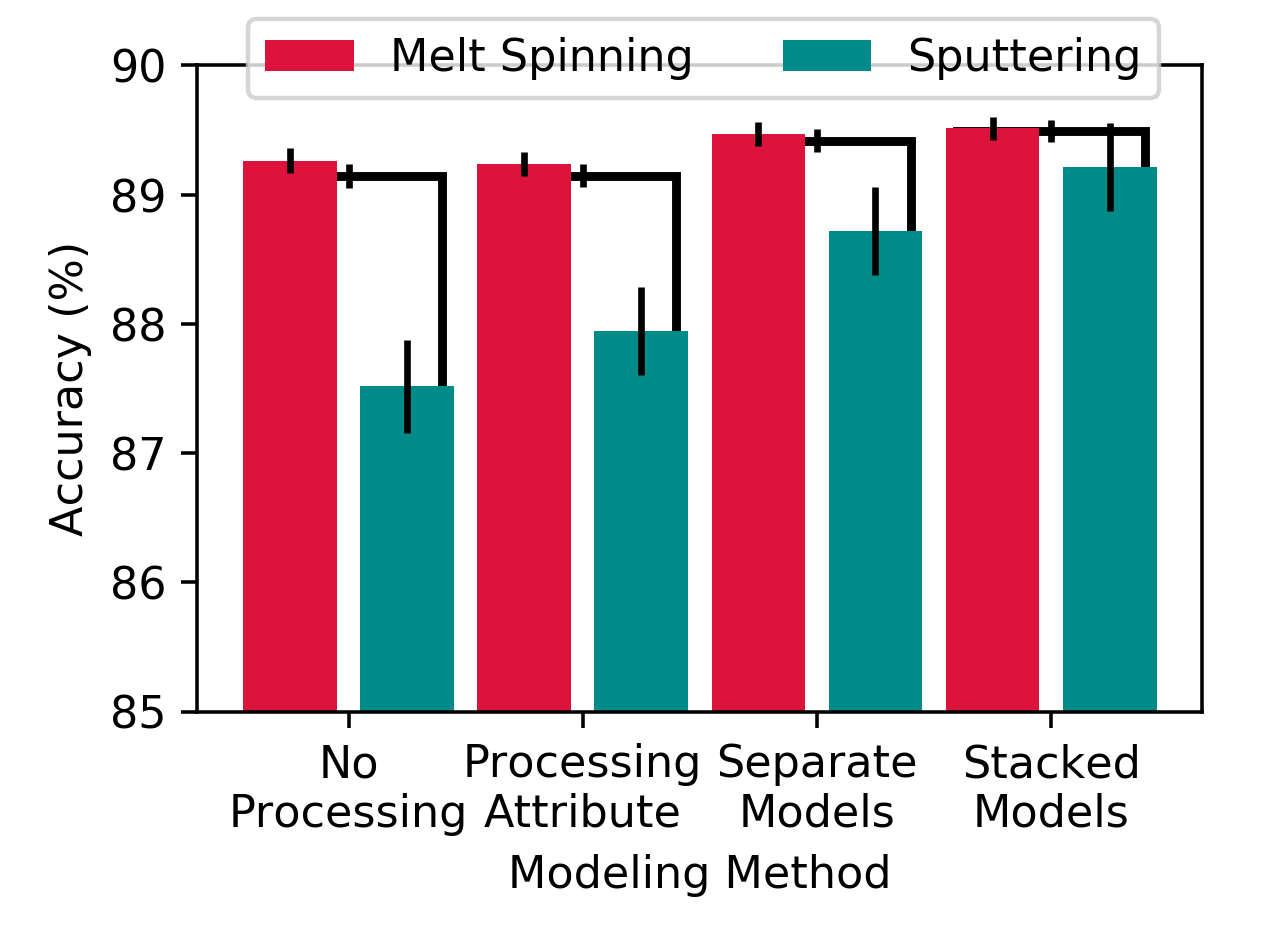 Melt Spinning Sputtering
90
89
88
87
86
85
Accuracy (%)
No Processing Separate Stacked
Processing Attribute Models Models
Modeling Method